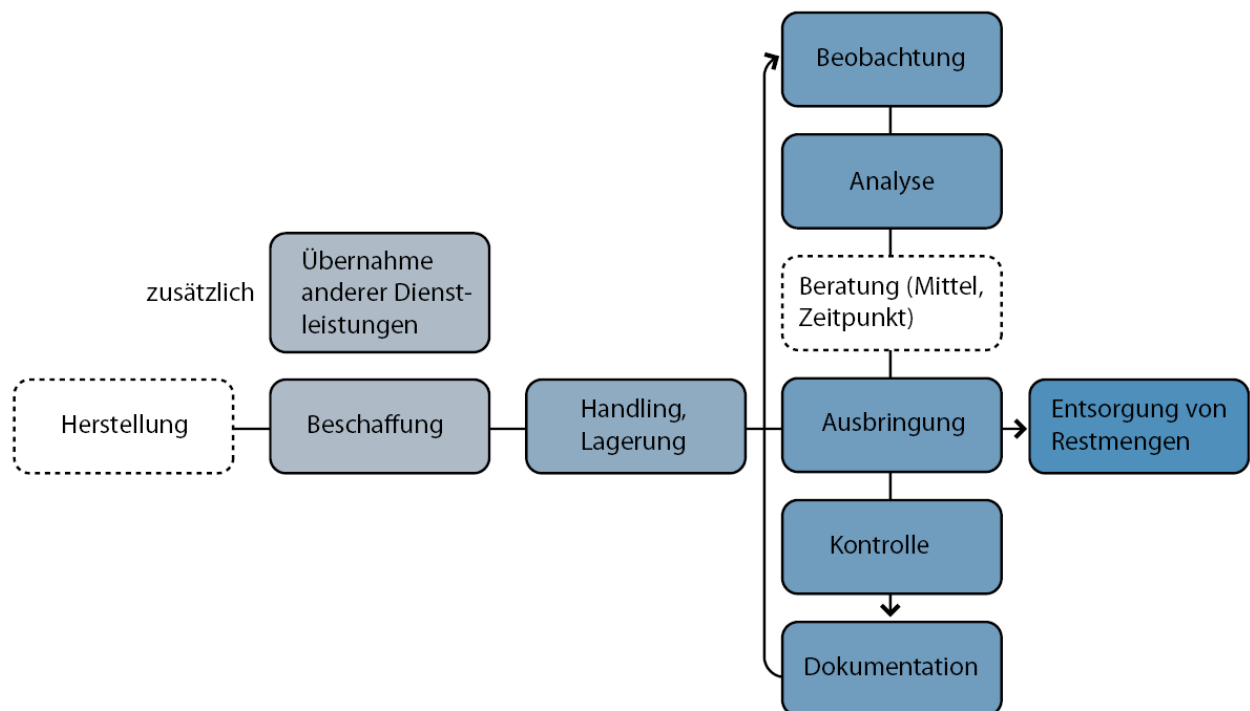 Beobachtung
Analyse
Übernahme
anderer Dienst-
leistungen
zusätzlich
Beratung (Mittel,
Zeitpunkt)
Herstellung
Beschaffung
Handling,
Lagerung
Ausbringung
Entsorgung von
Restmengen
Kontrolle
Dokumentation